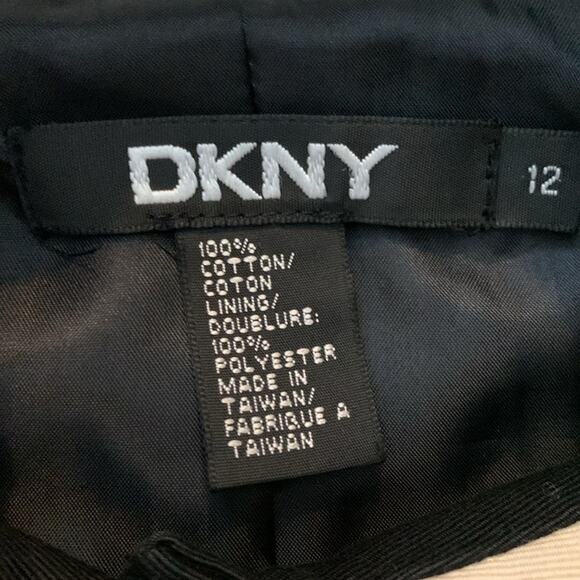 DKNY
12
100%
COTTON/
COTON
LINING/
DOUBLURE:
100%
POLYESTER
MADE IN
TAIWAN/
FABRIQUE A
TAIWAN